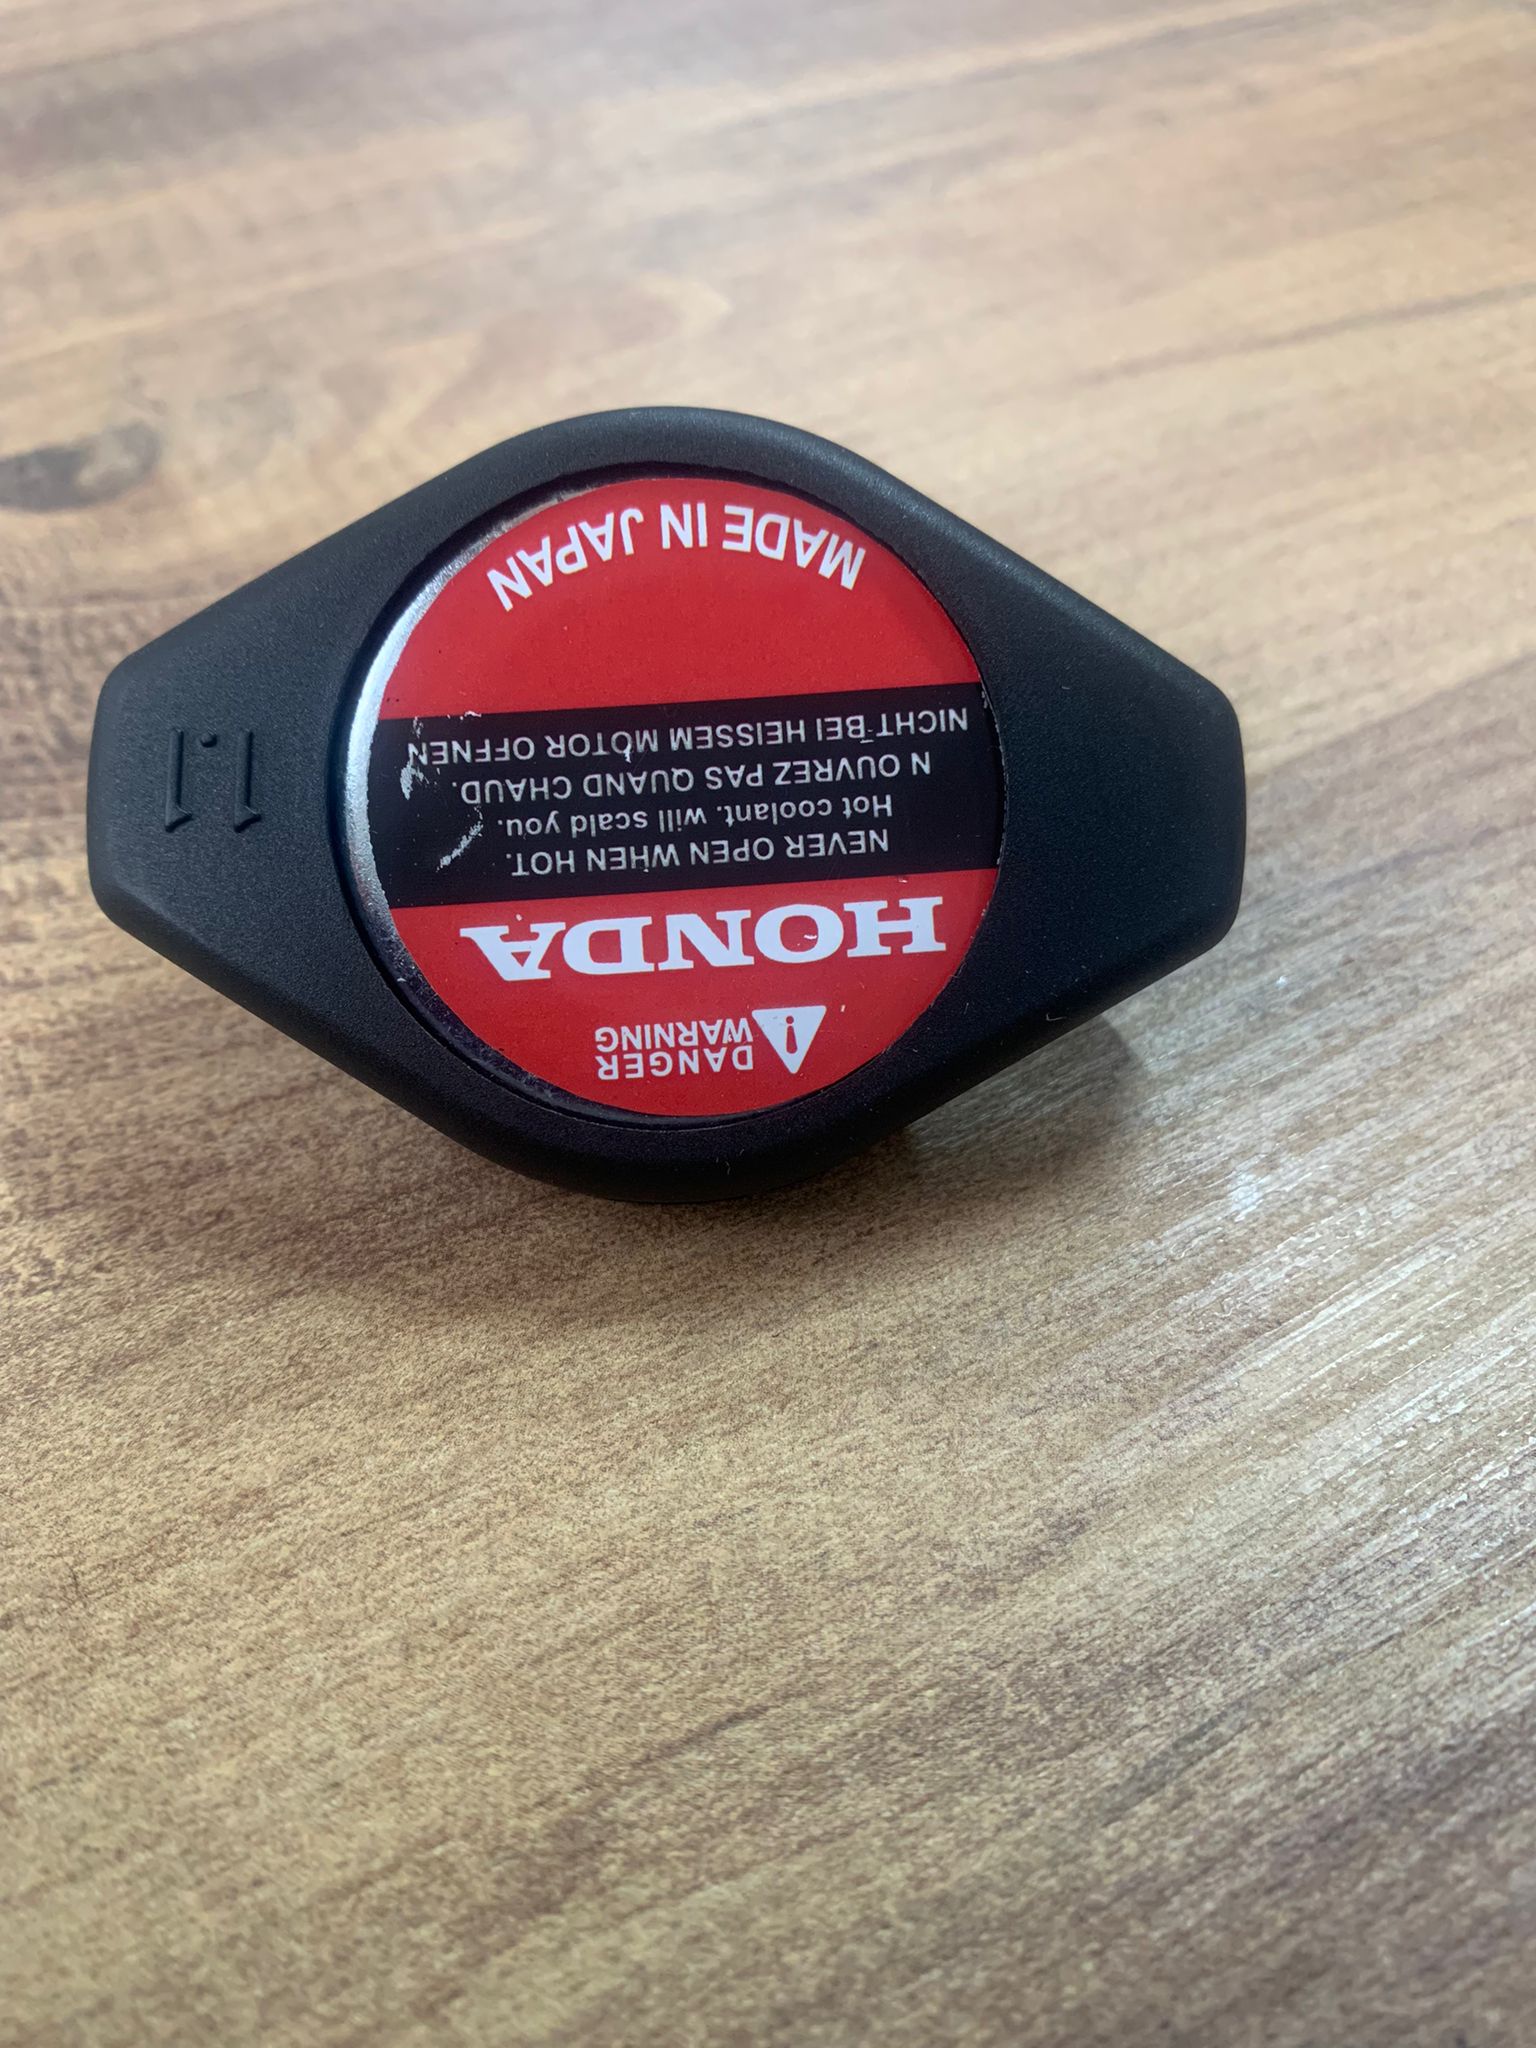 DANGER
WARNING
HONDA
NEVER OPEN WHEN HOT.
Hot coolant. will scald you.
N OUVREZ PAS QUAND CHAUD.
NICHT BEI HEISSEM MOTOR OFFNEN
MADE IN JAPAN
1.1